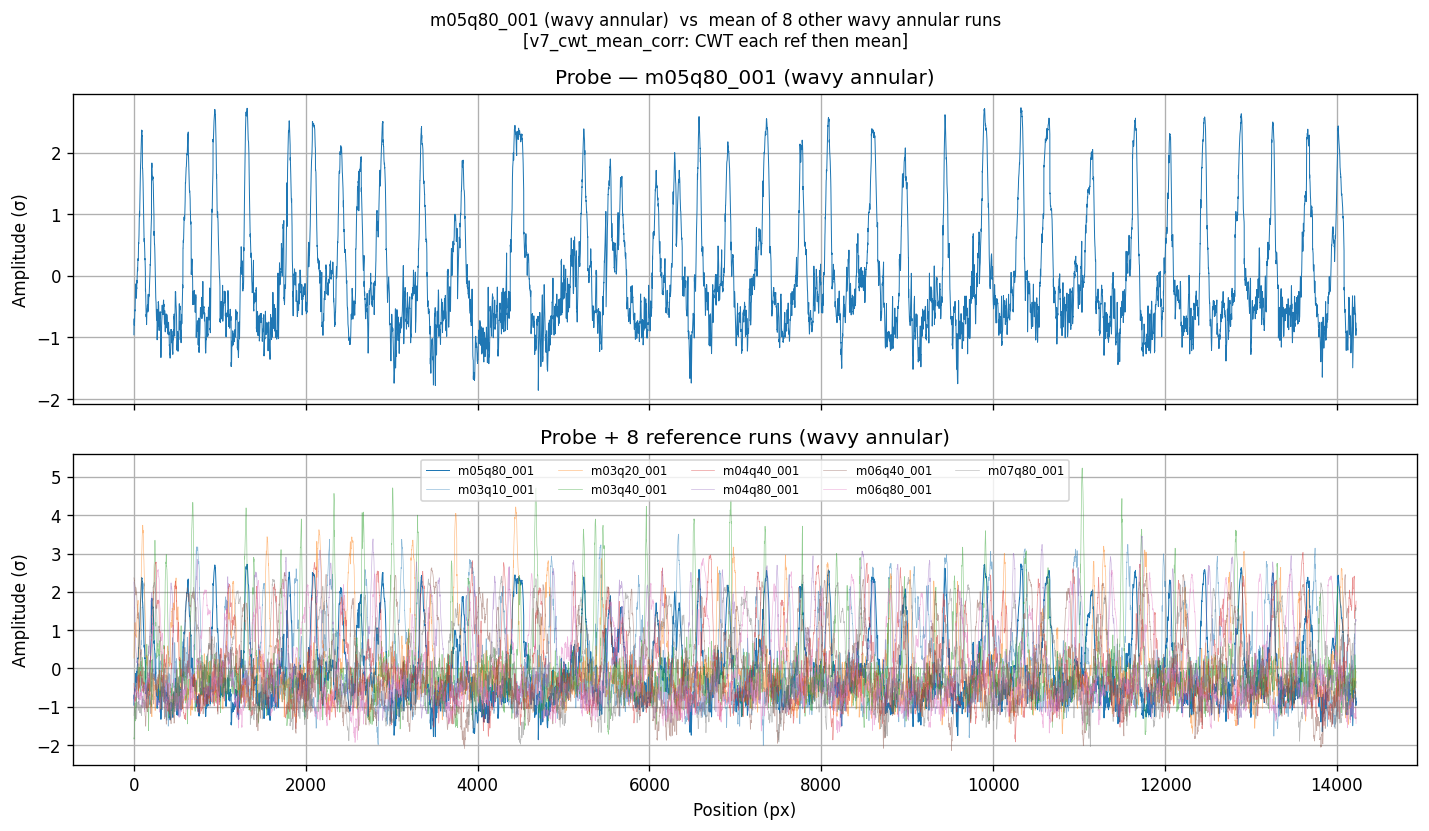 m05q80_001 (wavy annular)  vs  mean of 8 other wavy annular runs
[v7_cwt_mean_corr: CWT each ref then mean]
Probe — m05q80_001 (wavy annular)
Amplitude (σ)
2
1
0
−1
−2
Probe + 8 reference runs (wavy annular)
m05q80_001 m03q20_001 m04q40_001 m06q40_001 m07q80_001
m03q10_001 m03q40_001 m04q80_001 m06q80_001
Amplitude (σ)
5
4
3
2
1
0
−1
−2
0 2000 4000 6000 8000 10000 12000 14000
Position (px)